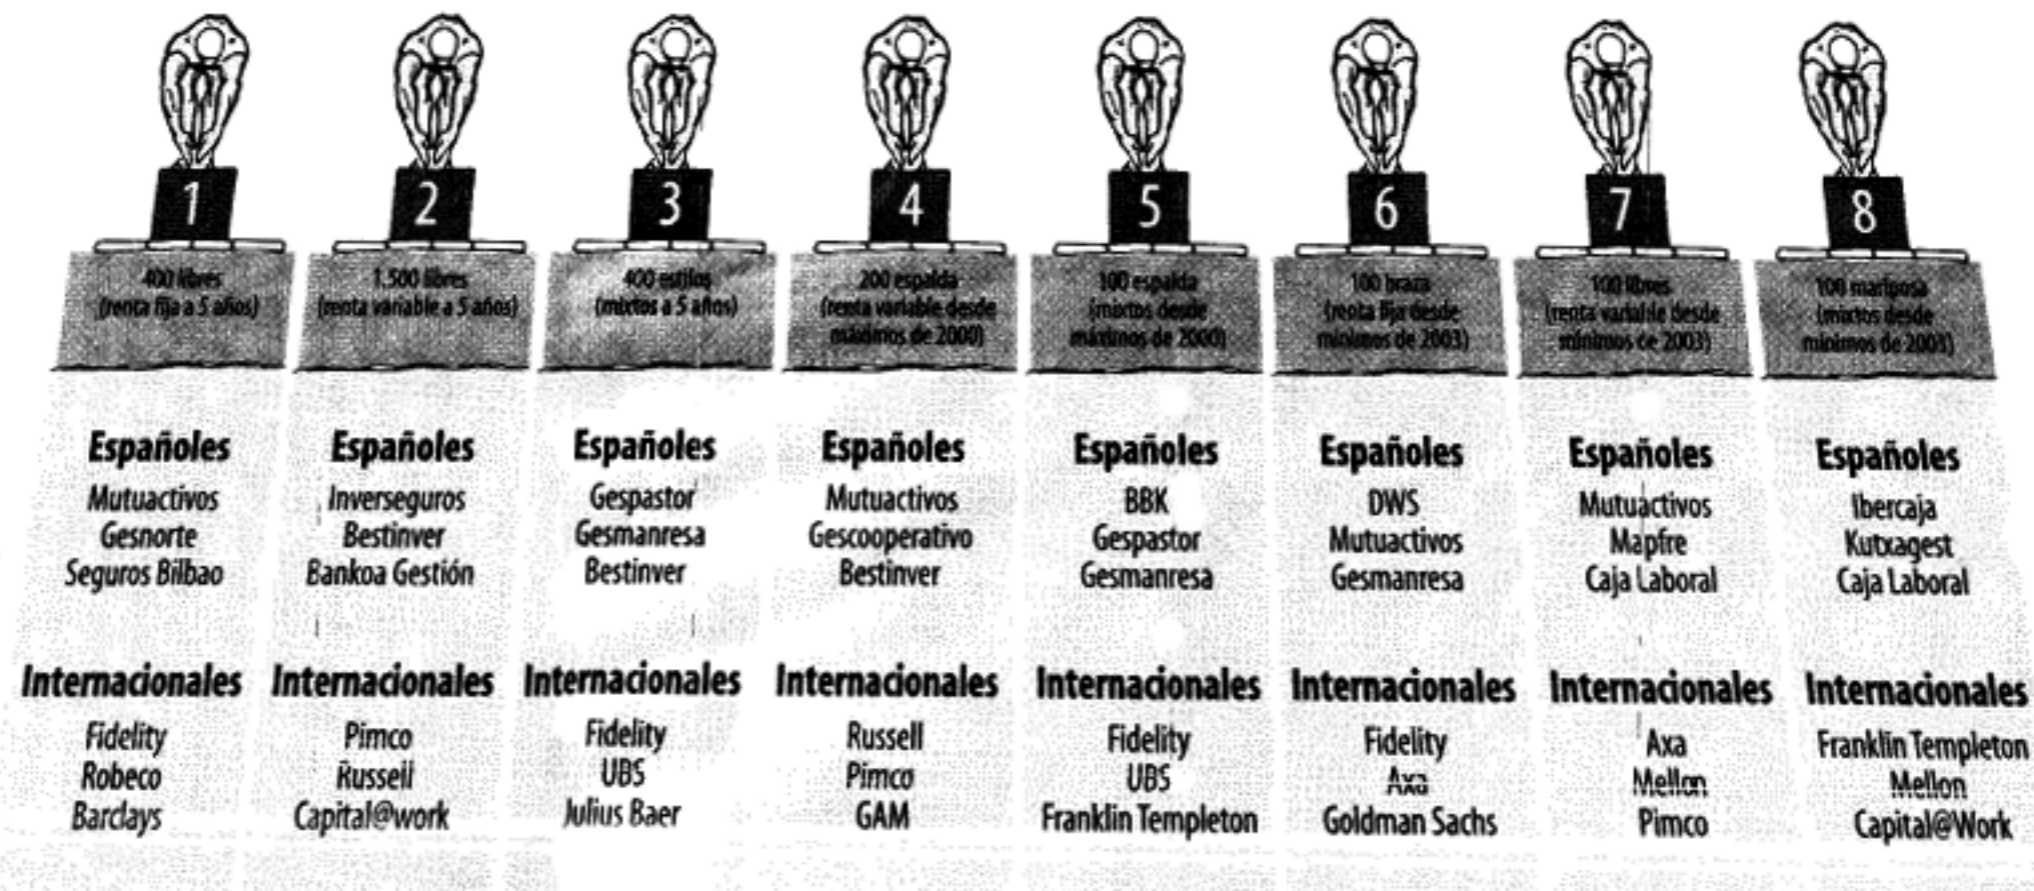 1
400 libres
(renta fija a 5 años)
Españoles
Mutuactivos
Gesnorte
Seguros Bilbao
Internacionales
Fidelity
Robeco
Barclays
2
1.500 libres
(renta variable a 5 años)
Españoles
Inverseguros
Bestinver
Bankoa Gestión
Internacionales
Pimco
Russell
Capital@work
3
400 estilos
(mixtos a 5 años)
Españoles
Gespastor
Gesmanresa
Bestinver
Internacionales
Fidelity
UBS
Julius Baer
4
200 espalda
(renta variable desde
máximos de 2000)
Españoles
Mutuactivos
Gescooperativo
Bestinver
Internacionales
Russell
Pimco
GAM
5
100 espalda
(mixtos desde
máximos de 2000)
Españoles
BBK
Gespastor
Gesmanresa
Internacionales
Fidelity
UBS
Franklin Templeton
6
100 braza
(renta fija desde
mínimos de 2003)
Españoles
DWS
Mutuactivos
Gesmanresa
Internacionales
Fidelity
Axa
Goldman Sachs
7
100 libres
(renta variable desde
mínimos de 2003)
Españoles
Mutuactivos
Mapfre
Caja Laboral
Internacionales
Axa
Mellon
Pimco
8
100 mariposa
(mixtos desde
mínimos de 2003)
Españoles
Ibercaja
Kutxagest
Caja Laboral
Internacionales
Franklin Templeton
Mellon
Capital@Work